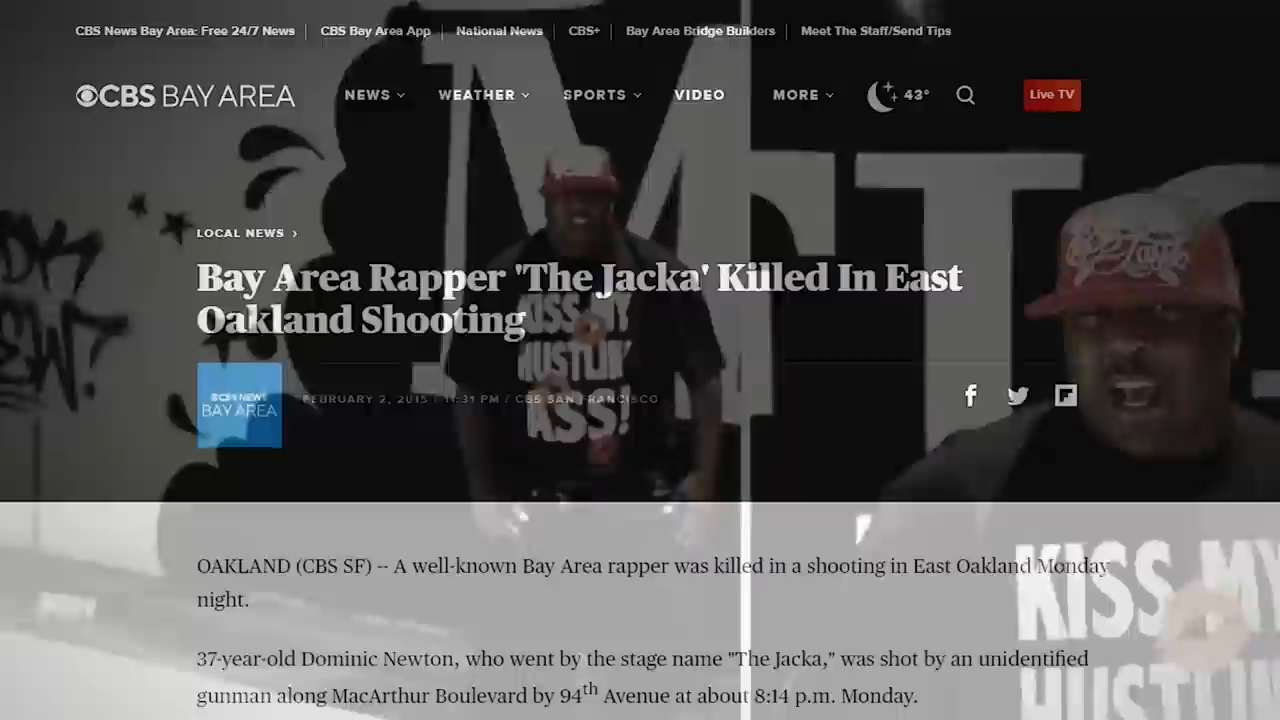 CBS News Bay Area: Free 24/7 News CBS Bay Area App National News CBS+ Bay Area Bridge Builders Meet The Staff/Send Tips
CBS BAY AREA NEWS WEATHER SPORTS VIDEO MORE 43° Live TV
LOCAL NEWS ›
Bay Area Rapper 'The Jacka' Killed In East
Oakland Shooting
KISS MY
HUSTLIN'
ASS!
CBS NEWS
BAY AREA
FEBRUARY 2, 2015 / 11:31 PM / CBS SAN FRANCISCO
OAKLAND (CBS SF) -- A well-known Bay Area rapper was killed in a shooting in East Oakland Monday
night.
37-year-old Dominic Newton, who went by the stage name "The Jacka," was shot by an unidentified
gunman along MacArthur Boulevard by 94th Avenue at about 8:14 p.m. Monday.
KISS MY
HUSTLIN